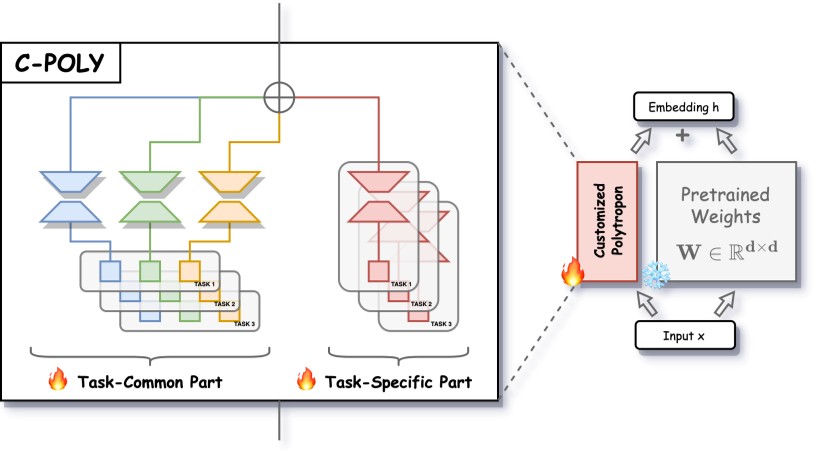 C-POLY
TASK 1
TASK 2
TASK 3
TASK 1
TASK 2
TASK 3
Task-Common Part
Task-Specific Part
Embedding h
+
Customized
Polytropon
Pretrained
Weights
W ∈ ℝ^{d×d}
Input x